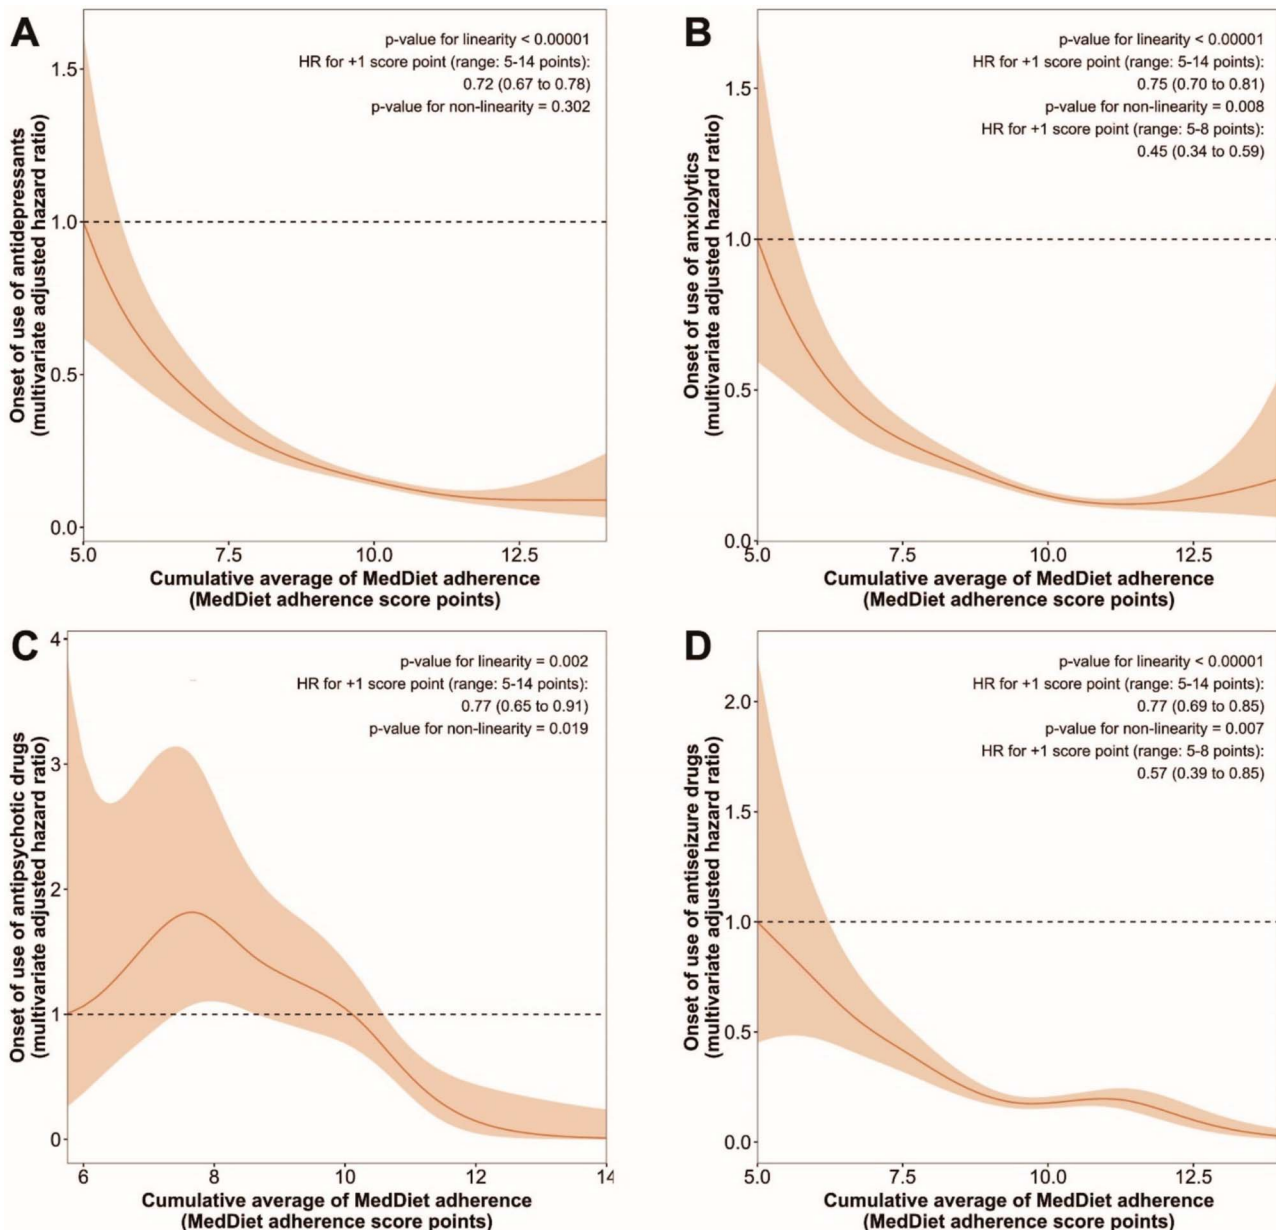 A
p-value for linearity < 0.00001
HR for +1 score point (range: 5-14 points):
0.72 (0.67 to 0.78)
p-value for non-linearity = 0.302
Onset of use of antidepressants
(multivariate adjusted hazard ratio)
1.5
1.0
0.5
0.0
5.0
7.5
10.0
12.5
Cumulative average of MedDiet adherence
(MedDiet adherence score points)
B
p-value for linearity < 0.00001
HR for +1 score point (range: 5-14 points):
0.75 (0.70 to 0.81)
p-value for non-linearity = 0.008
HR for +1 score point (range: 5-8 points):
0.45 (0.34 to 0.59)
Onset of use of anxiolytics
(multivariate adjusted hazard ratio)
1.5
1.0
0.5
0.0
5.0
7.5
10.0
12.5
Cumulative average of MedDiet adherence
(MedDiet adherence score points)
C
p-value for linearity = 0.002
HR for +1 score point (range: 5-14 points):
0.77 (0.65 to 0.91)
p-value for non-linearity = 0.019
Onset of use of antipsychotic drugs
(multivariate adjusted hazard ratio)
4
3
2
1
0
6
8
10
12
14
Cumulative average of MedDiet adherence
(MedDiet adherence score points)
D
p-value for linearity < 0.00001
HR for +1 score point (range: 5-14 points):
0.77 (0.69 to 0.85)
p-value for non-linearity = 0.007
HR for +1 score point (range: 5-8 points):
0.57 (0.39 to 0.85)
Onset of use of antiseizure drugs
(multivariate adjusted hazard ratio)
2.0
1.5
1.0
0.5
0.0
5.0
7.5
10.0
12.5
Cumulative average of MedDiet adherence
(MedDiet adherence score points)